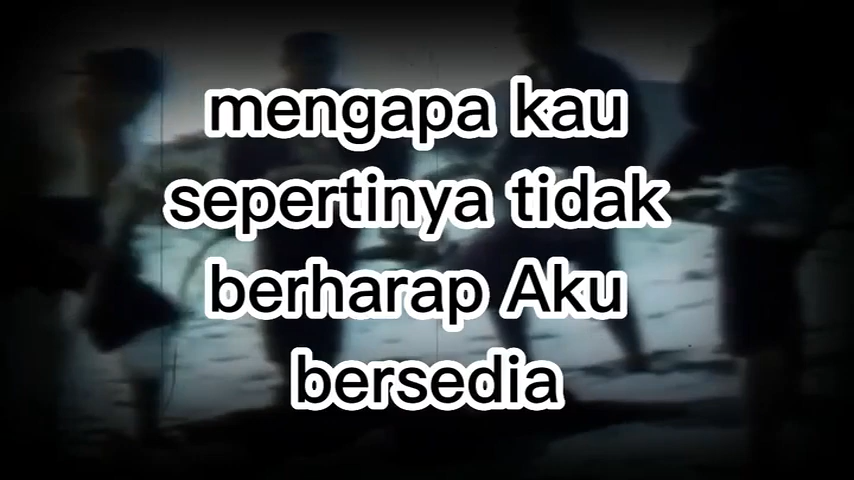 mengapa kau
sepertinya tidak
berharap Aku
bersedia